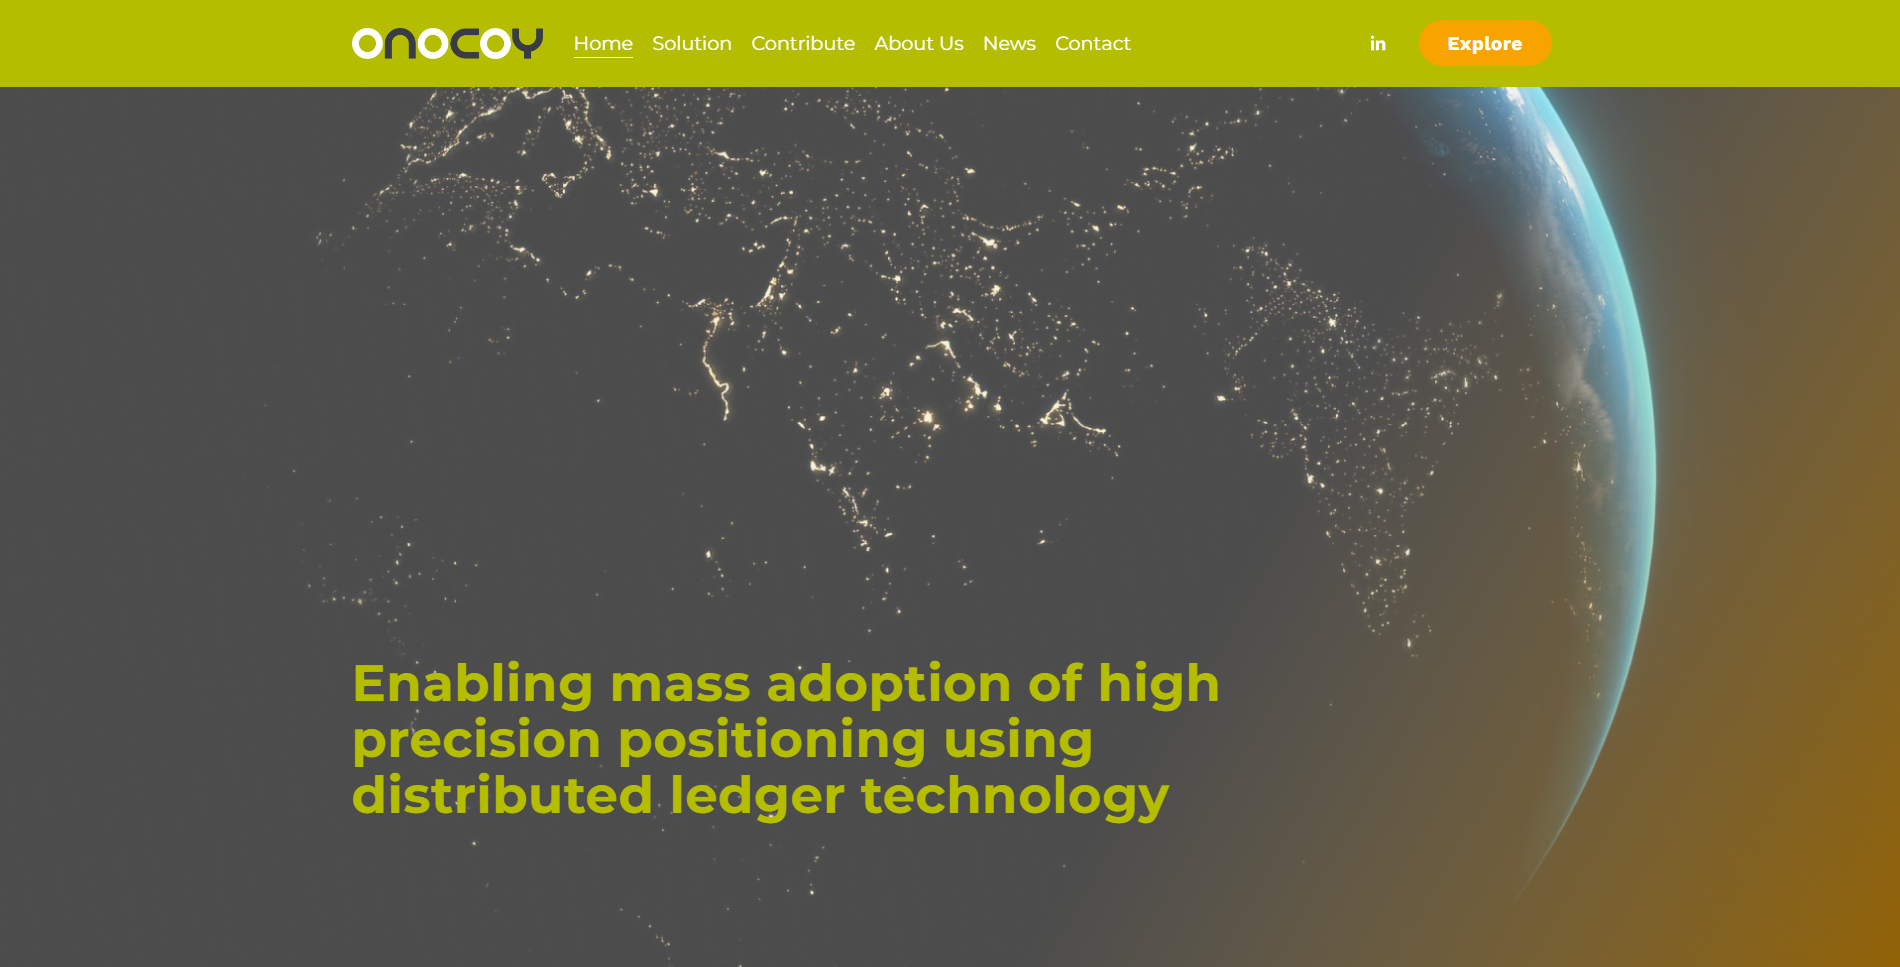 onocoy
Home Solution Contribute About Us News Contact
in
Explore
Enabling mass adoption of high
precision positioning using
distributed ledger technology